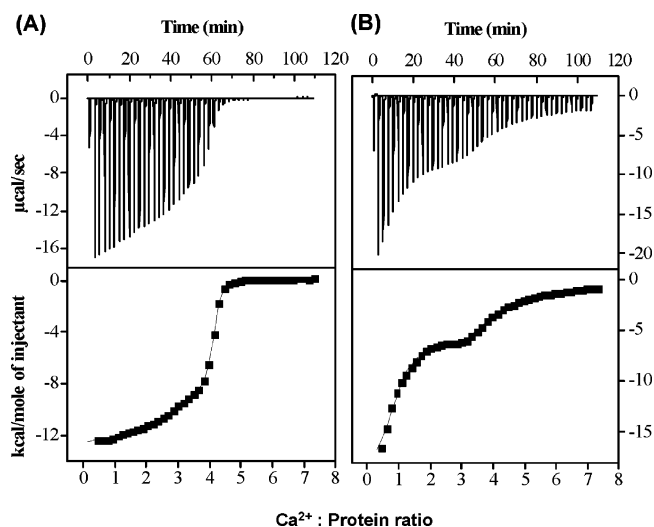 (A)
Time (min)
0 20 40 60 80 100 120
0
-4
-8
-12
-16
µcal/sec
0
-4
-8
-12
kcal/mole of injectant
0 1 2 3 4 5 6 7 8
(B)
Time (min)
0 20 40 60 80 100 120
0
-5
-10
-15
-20
0
-5
-10
-15
0 1 2 3 4 5 6 7 8
Ca²⁺ : Protein ratio